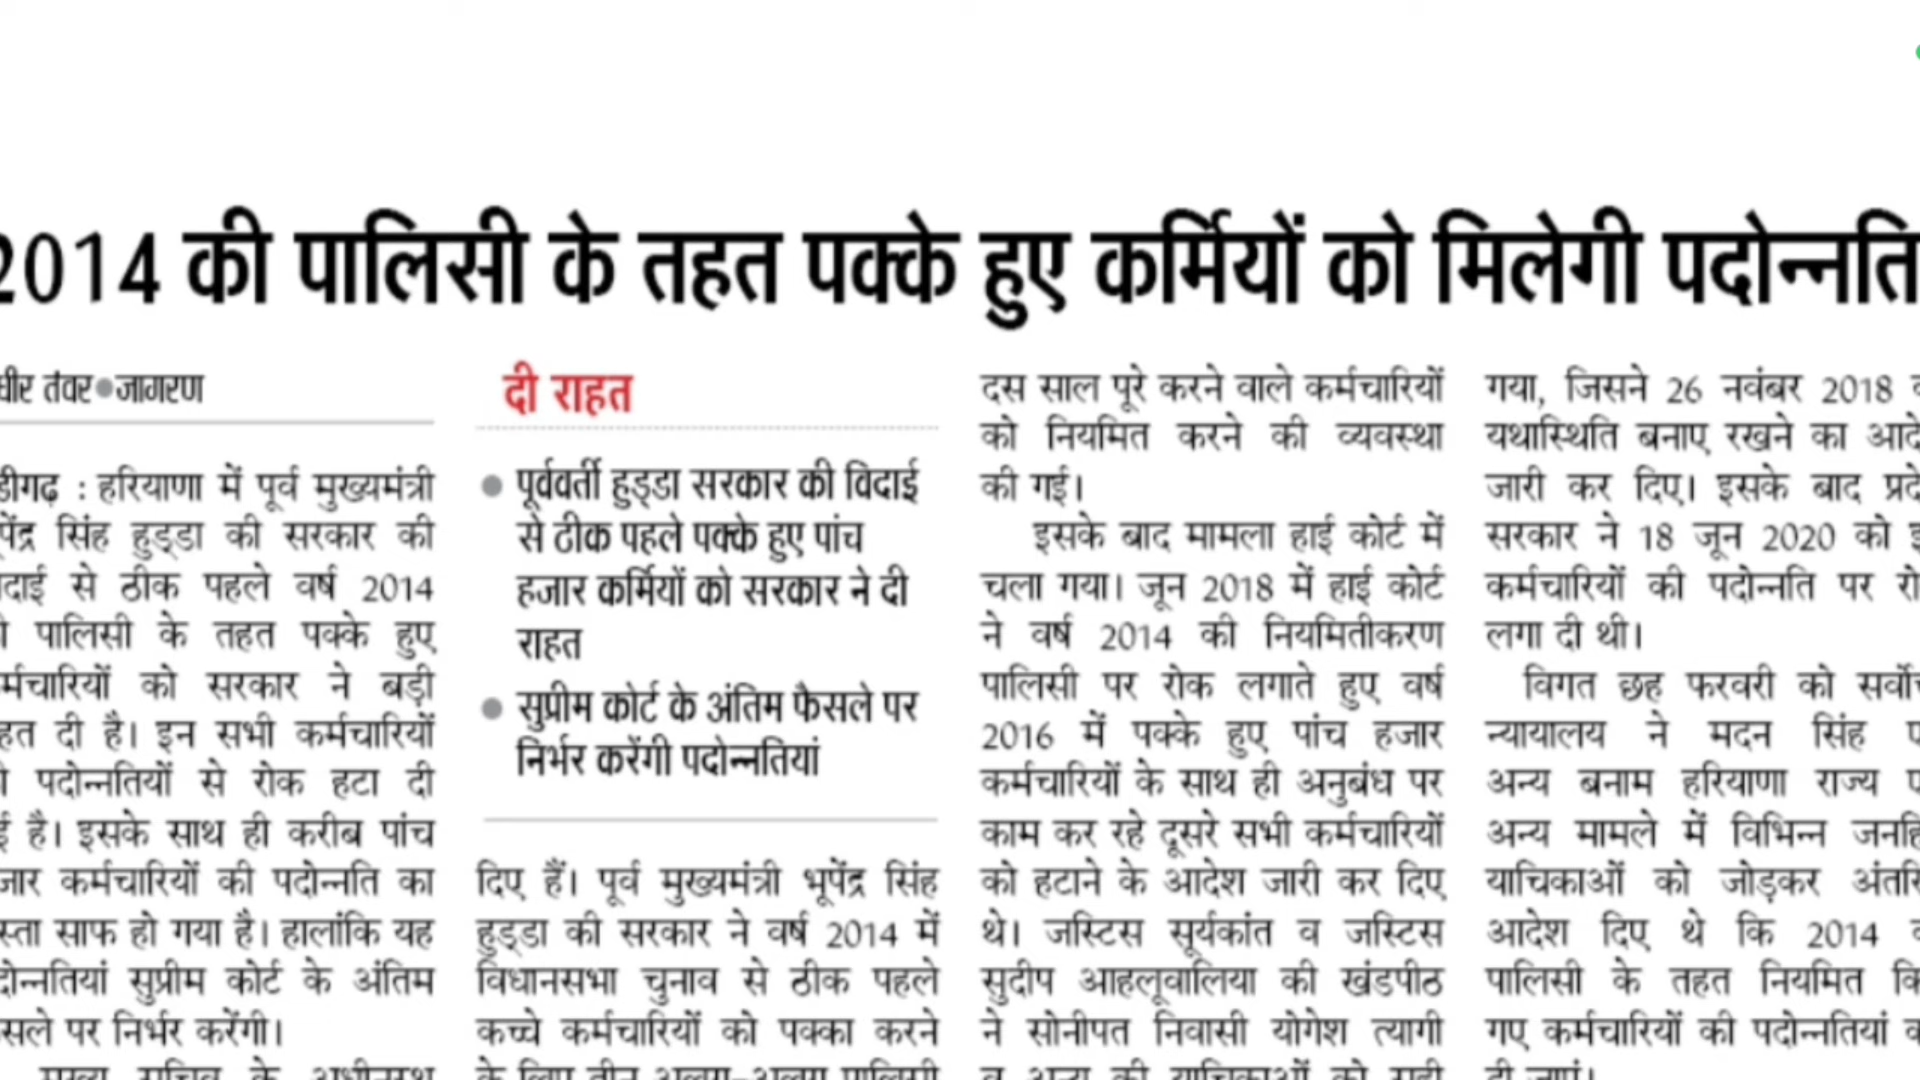 2014 की पालिसी के तहत पक्के हुए कर्मियों को मिलेगी पदोन्नति
तंवर●जागरण
: हरियाणा में पूर्व मुख्यमंत्री
सिंह हुड्डा की सरकार की
से ठीक पहले वर्ष 2014
पालिसी के तहत पक्के हुए
को सरकार ने बड़ी
दी है। इन सभी कर्मचारियों
पदोन्नतियों से रोक हटा दी
है। इसके साथ ही करीब पांच
कर्मचारियों की पदोन्नति का
साफ हो गया है। हालांकि यह
सुप्रीम कोर्ट के अंतिम
पर निर्भर करेंगी।
दी राहत
● पूर्ववर्ती हुड्डा सरकार की विदाई
से ठीक पहले पक्के हुए पांच
हजार कर्मियों को सरकार ने दी
राहत
● सुप्रीम कोर्ट के अंतिम फैसले पर
निर्भर करेंगी पदोन्नतियां
दिए हैं। पूर्व मुख्यमंत्री भूपेंद्र सिंह
हुड्डा की सरकार ने वर्ष 2014 में
विधानसभा चुनाव से ठीक पहले
कच्चे कर्मचारियों को पक्का करने
दस साल पूरे करने वाले कर्मचारियों
को नियमित करने की व्यवस्था
की गई।
इसके बाद मामला हाई कोर्ट में
चला गया। जून 2018 में हाई कोर्ट
ने वर्ष 2014 की नियमितीकरण
पालिसी पर रोक लगाते हुए वर्ष
2016 में पक्के हुए पांच हजार
कर्मचारियों के साथ ही अनुबंध पर
काम कर रहे दूसरे सभी कर्मचारियों
को हटाने के आदेश जारी कर दिए
थे। जस्टिस सूर्यकांत व जस्टिस
सुदीप आहलूवालिया की खंडपीठ
ने सोनीपत निवासी योगेश त्यागी
गया, जिसने 26 नवंबर 2018
यथास्थिति बनाए रखने का
जारी कर दिए। इसके बाद
सरकार ने 18 जून 2020 को
कर्मचारियों की पदोन्नति पर
लगा दी थी।
विगत छह फरवरी को
न्यायालय ने मदन सिंह
अन्य बनाम हरियाणा राज्य
अन्य मामले में विभिन्न
याचिकाओं को जोड़कर
आदेश दिए थे कि 2014
पालिसी के तहत नियमित
गए कर्मचारियों की पदोन्नतियां